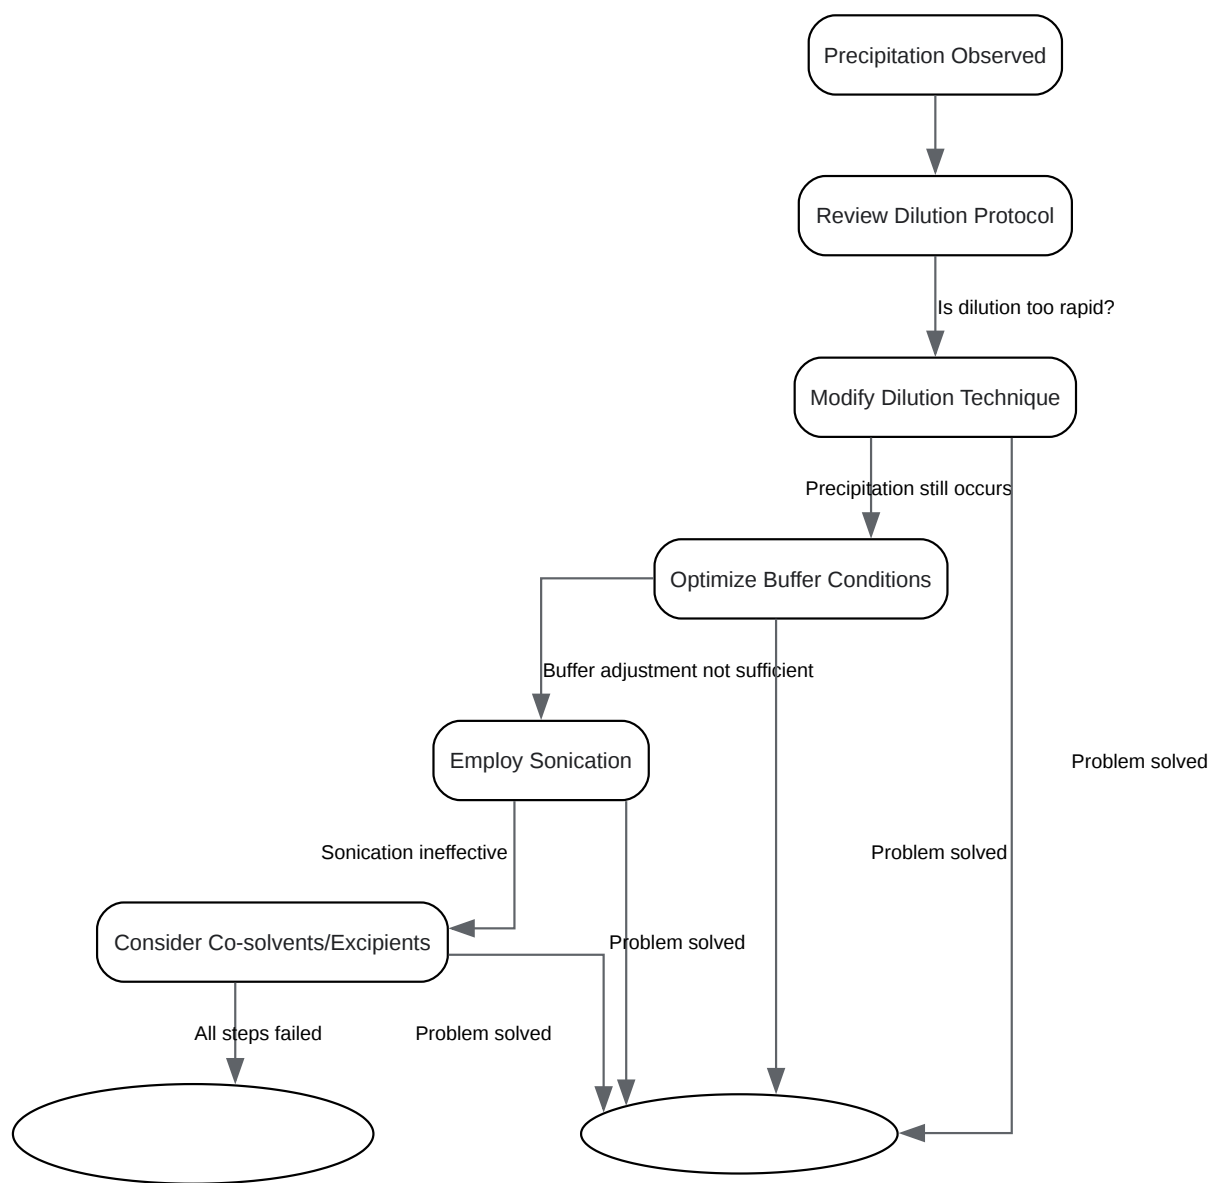 Precipitation Observed
Review Dilution Protocol
Is dilution too rapid?
Modify Dilution Technique
Precipitation still occurs
Optimize Buffer Conditions
Buffer adjustment not sufficient
Employ Sonication
Problem solved
Sonication ineffective
Problem solved
Consider Co-solvents/Excipients
Problem solved
All steps failed
Problem solved